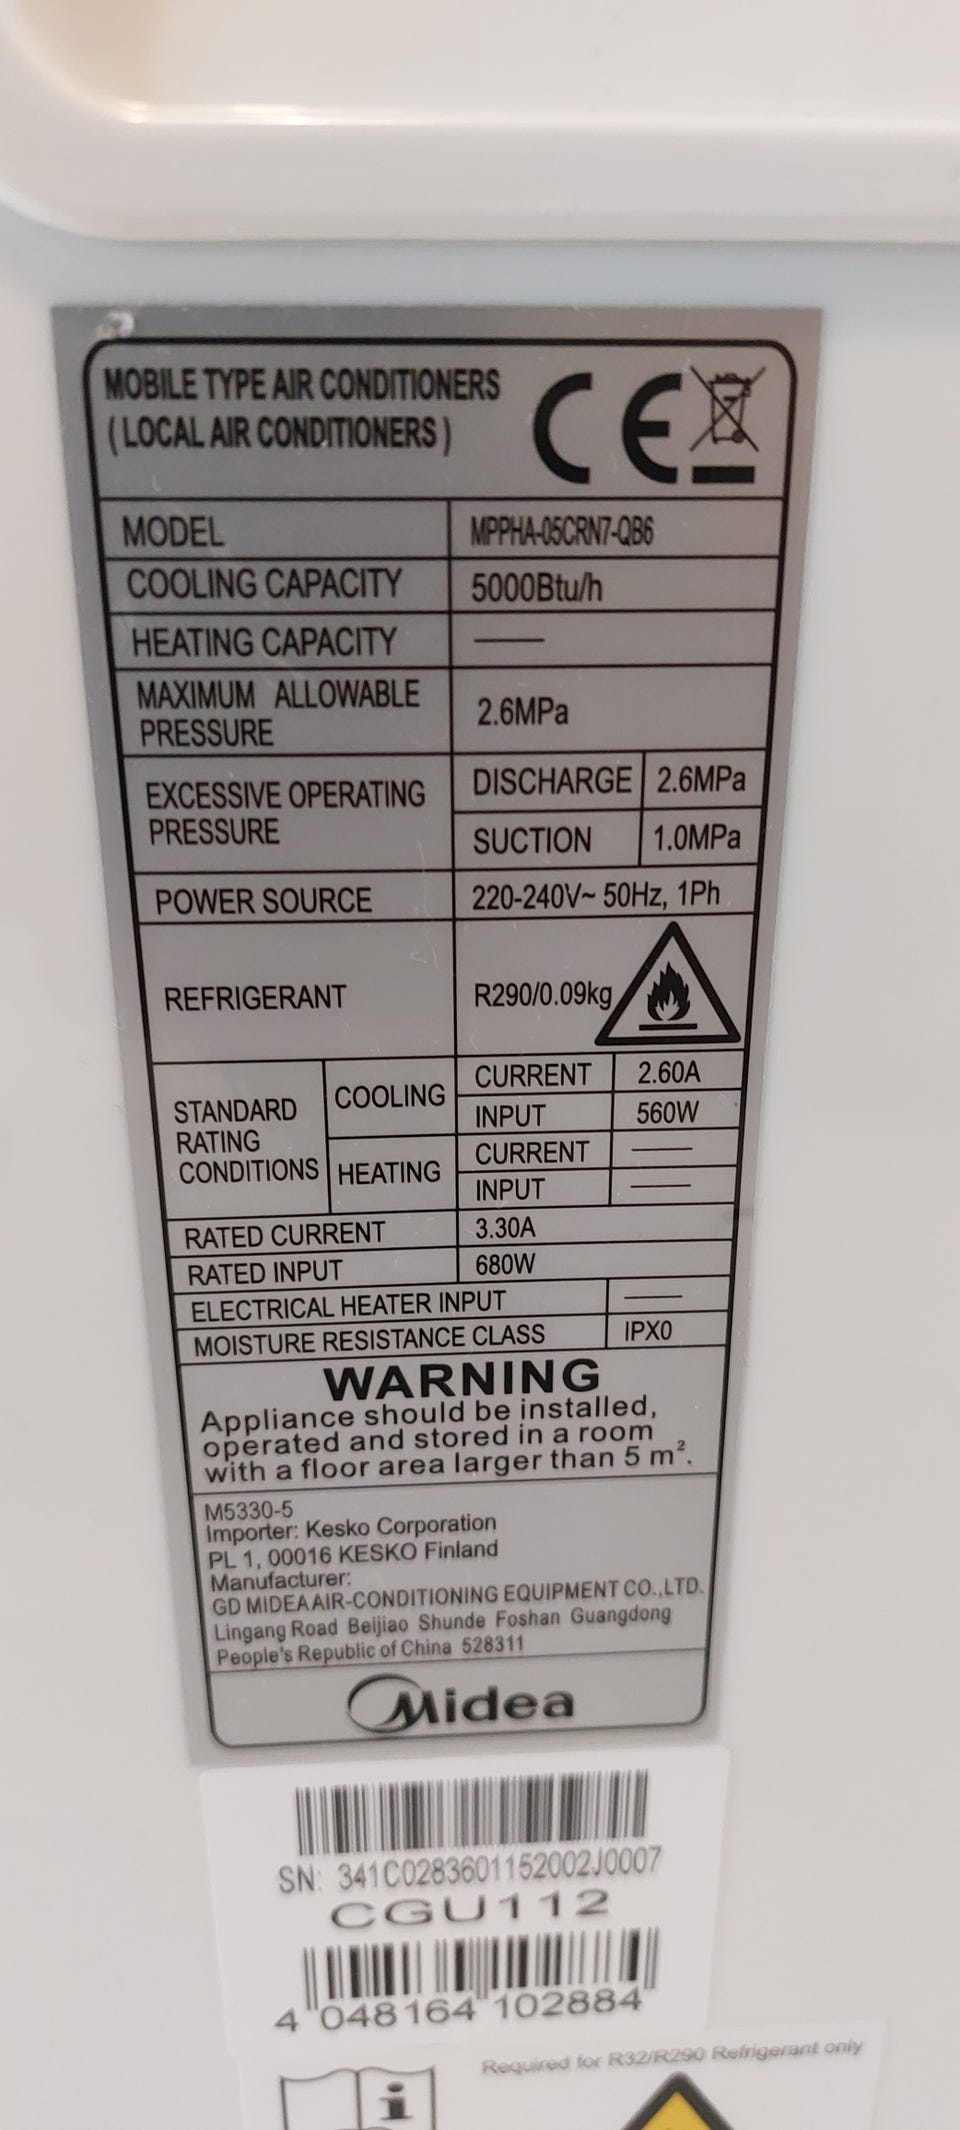 MOBILE TYPE AIR CONDITIONERS
( LOCAL AIR CONDITIONERS )
CE
MODEL MPPHA-05CRN7-QB6
COOLING CAPACITY 5000Btu/h
HEATING CAPACITY ——
MAXIMUM ALLOWABLE
PRESSURE 2.6MPa
EXCESSIVE OPERATING
PRESSURE
DISCHARGE 2.6MPa
SUCTION 1.0MPa
POWER SOURCE 220-240V~ 50Hz, 1Ph
REFRIGERANT R290/0.09kg
STANDARD
RATING
CONDITIONS
COOLING
CURRENT 2.60A
INPUT 560W
HEATING
CURRENT ——
INPUT ——
RATED CURRENT 3.30A
RATED INPUT 680W
ELECTRICAL HEATER INPUT ——
MOISTURE RESISTANCE CLASS IPX0
WARNING
Appliance should be installed,
operated and stored in a room
with a floor area larger than 5 m².
M5330-5
Importer: Kesko Corporation
PL 1, 00016 KESKO Finland
Manufacturer:
GD MIDEA AIR-CONDITIONING EQUIPMENT CO.,LTD.
Lingang Road Beijiao Shunde Foshan Guangdong
People's Republic of China 528311
Midea
SN: 341C0283601152002J0007
CGU112
4 048164 102884
Required for R32/R290 Refrigerant only
i